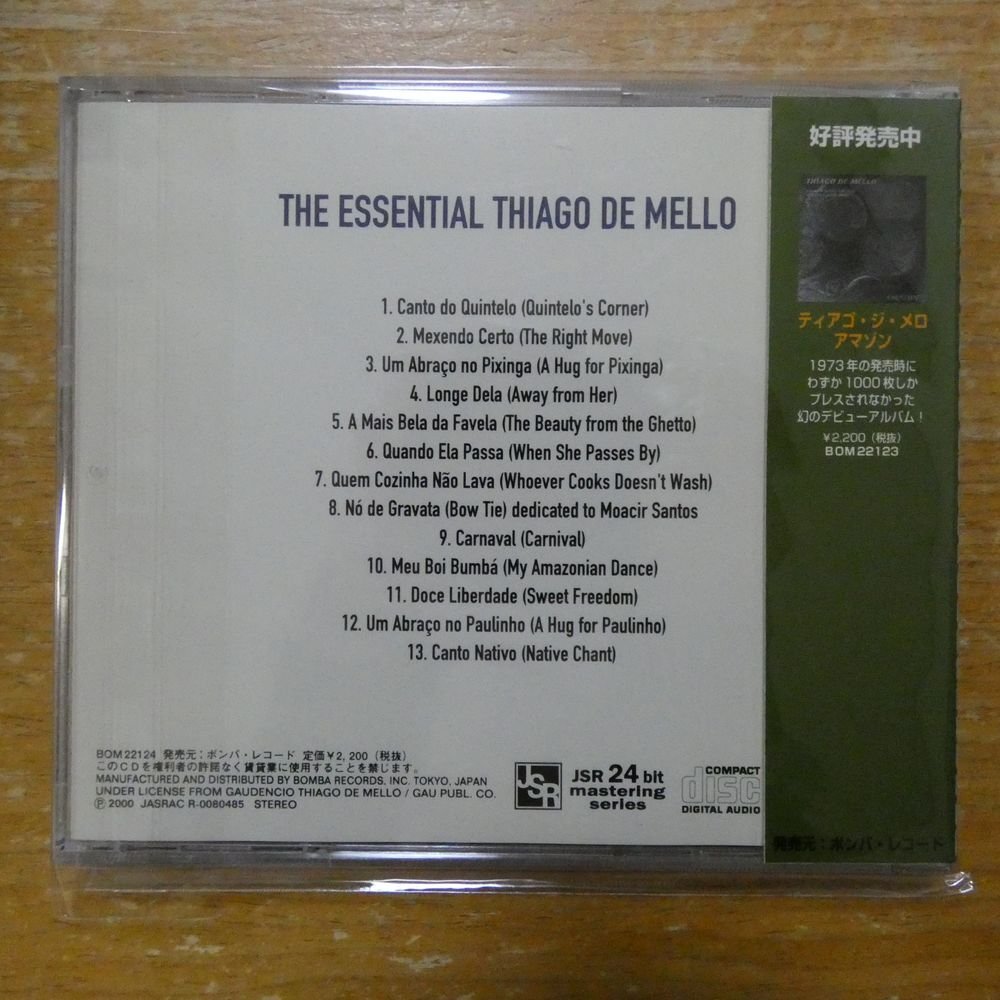 THE ESSENTIAL THIAGO DE MELLO
1. Canto do Quintelo (Quintelo's Corner)
2. Mexendo Certo (The Right Move)
3. Um Abraço no Pixinga (A Hug for Pixinga)
4. Longe Dela (Away from Her)
5. A Mais Bela da Favela (The Beauty from the Ghetto)
6. Quando Ela Passa (When She Passes By)
7. Quem Cozinha Não Lava (Whoever Cooks Doesn't Wash)
8. Nó de Gravata (Bow Tie) dedicated to Moacir Santos
9. Carnaval (Carnival)
10. Meu Boi Bumbá (My Amazonian Dance)
11. Doce Liberdade (Sweet Freedom)
12. Um Abraço no Paulinho (A Hug for Paulinho)
13. Canto Nativo (Native Chant)
BOM22124 発売元：ボンバ・レコード 定価￥2,200（税抜）
このCDを権利者の許諾なく賃貸業に使用することを禁じます。
MANUFACTURED AND DISTRIBUTED BY BOMBA RECORDS, INC. TOKYO, JAPAN
UNDER LICENSE FROM GAUDENCIO THIAGO DE MELLO / GAU PUBL. CO.
Ⓟ 2000 JASRAC R-0080485 STEREO
JSR
JSR 24 bit
mastering
series
COMPACT
disc
DIGITAL AUDIO
好評発売中
THIAGO DE MELLO
ティアゴ・ジ・メロ
アマゾン
1973年の発売時に
わずか1000枚しか
プレスされなかった
幻のデビューアルバム！
￥2,200（税抜）
BOM22123
発売元：ボンバ・レコード